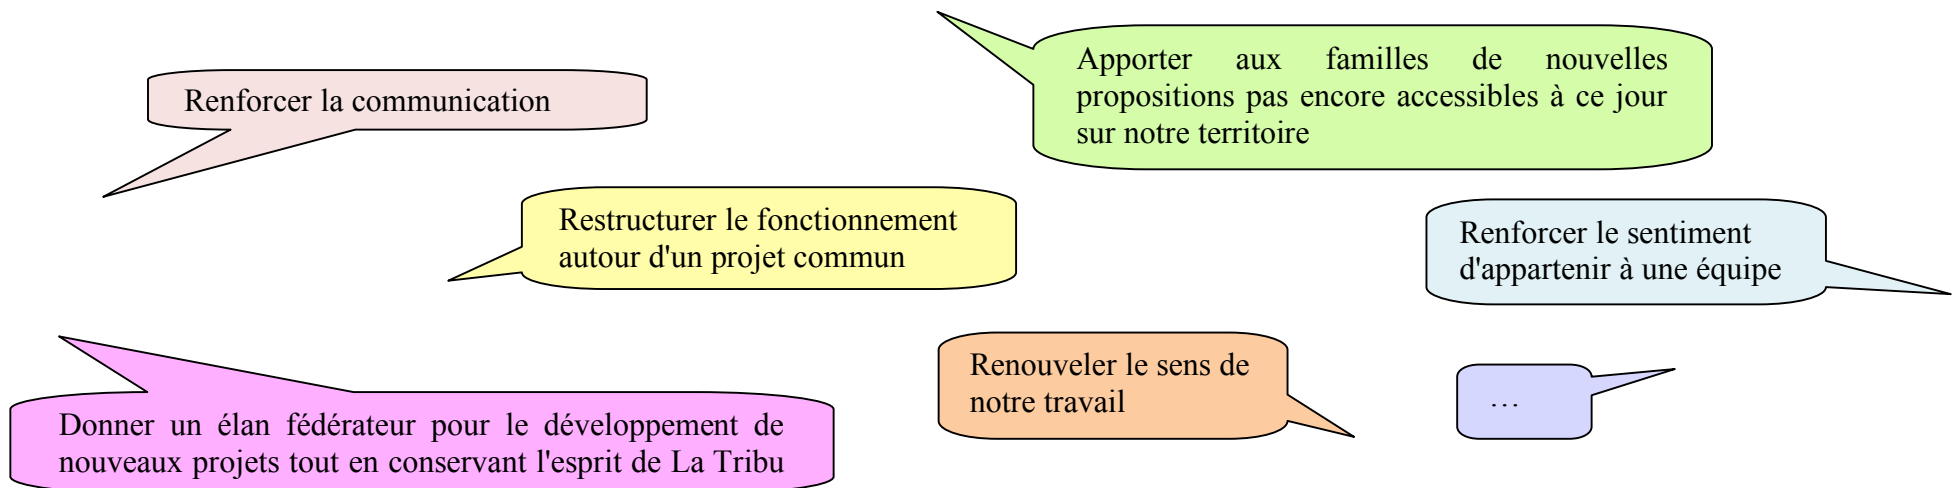 Renforcer la communication
Apporter aux familles de nouvelles
propositions pas encore accessibles à ce jour
sur notre territoire
Restructurer le fonctionnement
autour d'un projet commun
Renforcer le sentiment
d'appartenir à une équipe
Renouveler le sens de
notre travail
…
Donner un élan fédérateur pour le développement de
nouveaux projets tout en conservant l'esprit de La Tribu